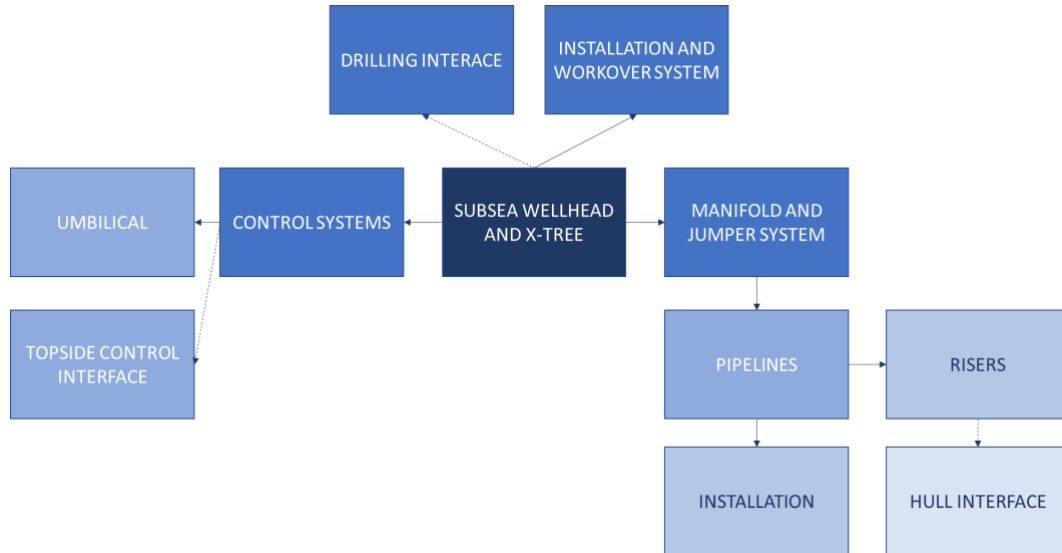 DRILLING INTERACE
INSTALLATION AND
WORKOVER SYSTEM
UMBILICAL
CONTROL SYSTEMS
SUBSEA WELLHEAD
AND X-TREE
MANIFOLD AND
JUMPER SYSTEM
TOPSIDE CONTROL
INTERFACE
PIPELINES
RISERS
INSTALLATION
HULL INTERFACE